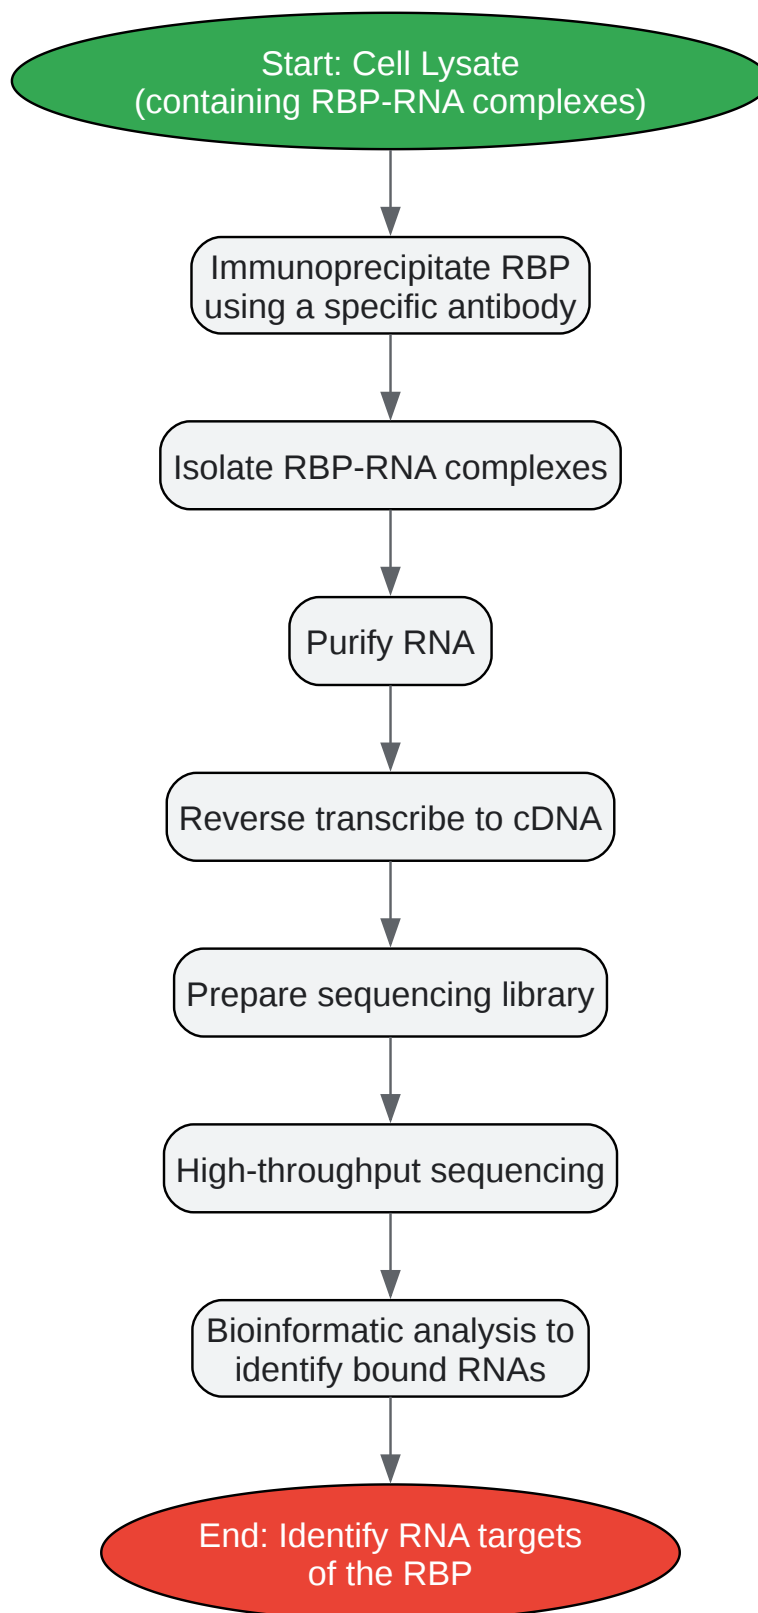 Start: Cell Lysate
(containing RBP-RNA complexes)
Immunoprecipitate RBP
using a specific antibody
Isolate RBP-RNA complexes
Purify RNA
Reverse transcribe to cDNA
Prepare sequencing library
High-throughput sequencing
Bioinformatic analysis to
identify bound RNAs
End: Identify RNA targets
of the RBP